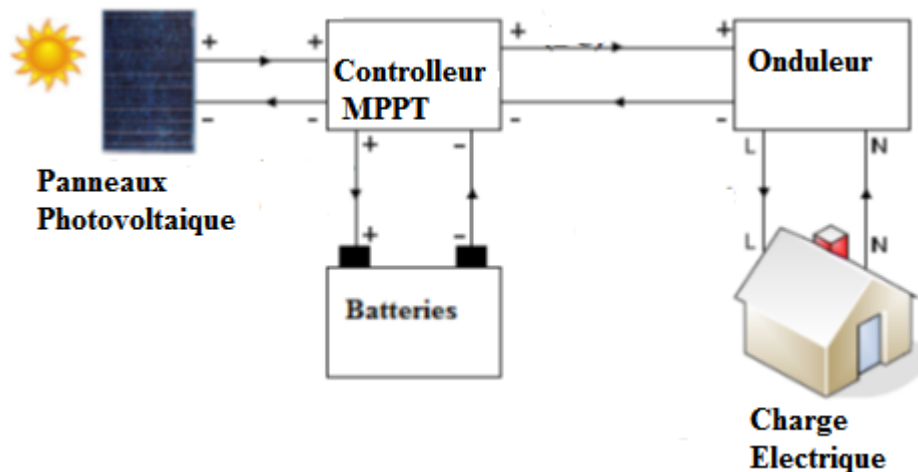 + + + +
Controlleur
MPPT
Onduleur
- - - -
+ -
L N
Panneaux
Photovoltaique
+ -
L N
Batteries
Charge
Electrique